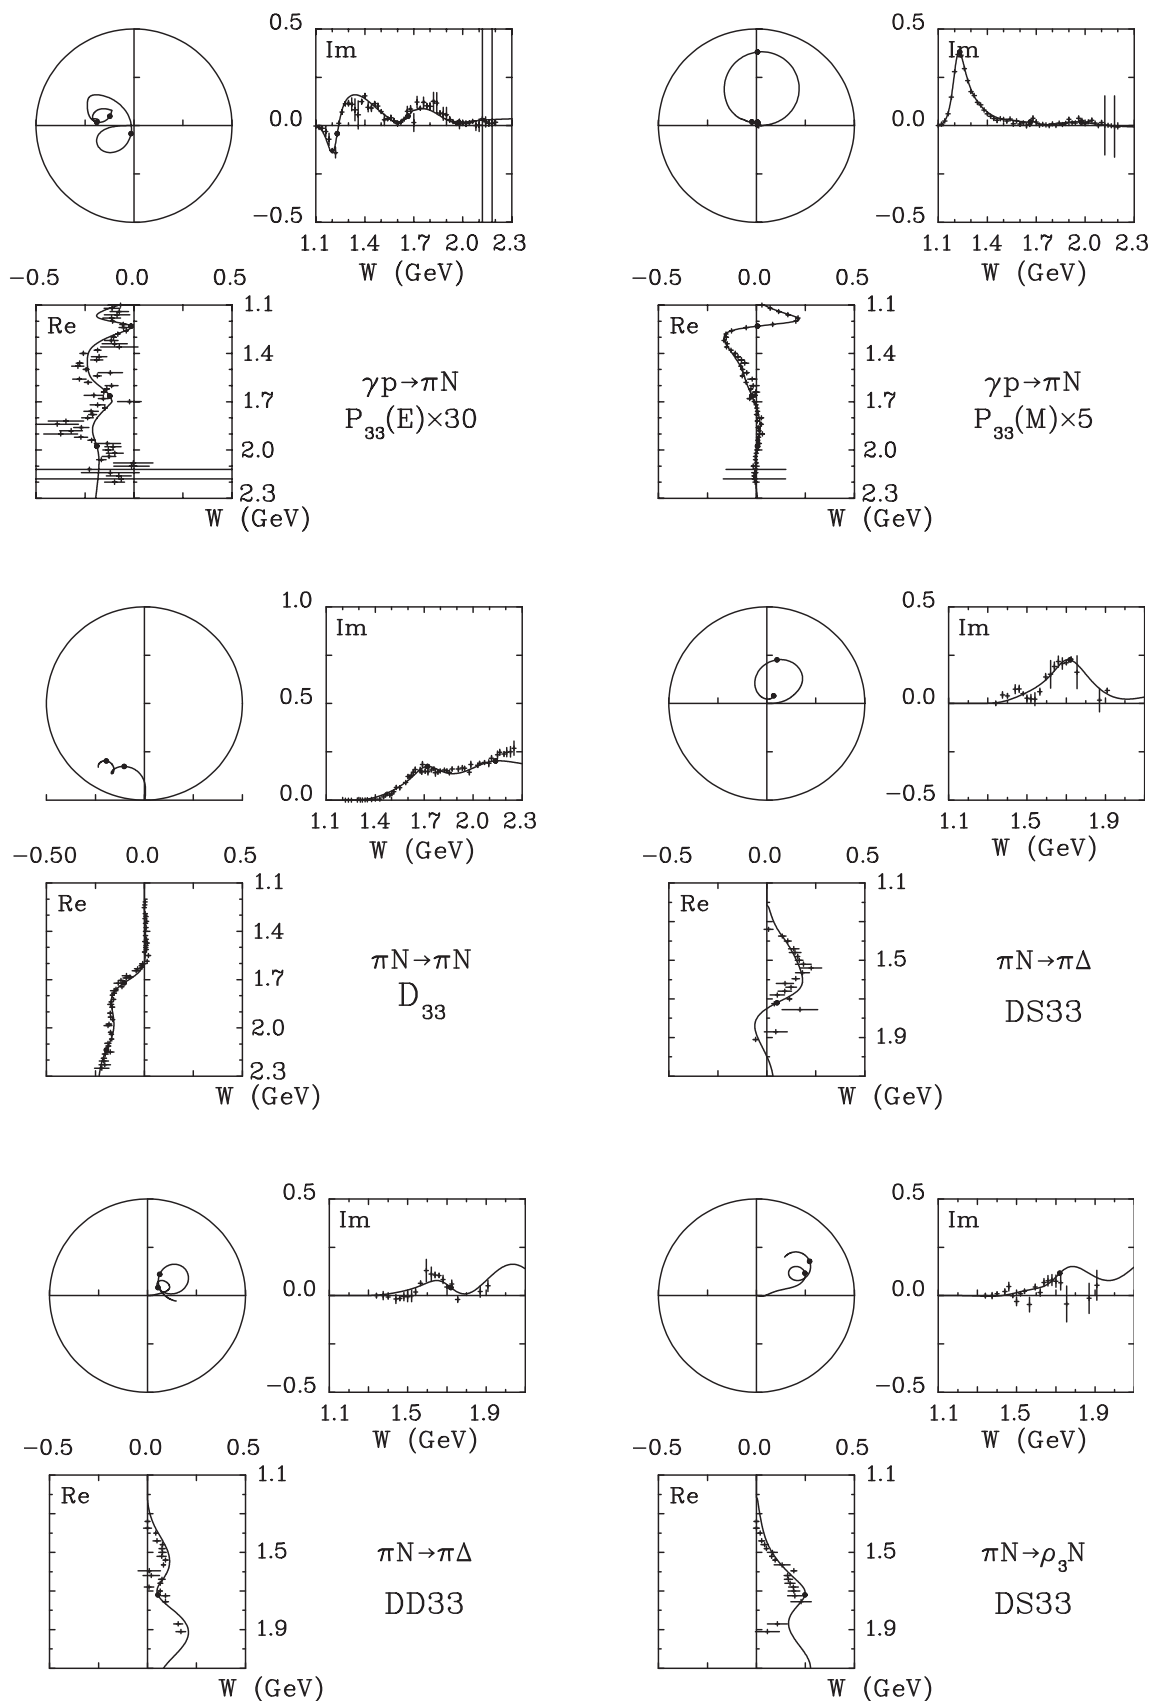 0.5
Im
0.0
−0.5
1.1 1.4 1.7 2.0 2.3
W (GeV)
−0.5 0.0 0.5
Re
1.1
1.4
1.7
2.0
2.3
W (GeV)
γp→πN
P33(E)×30
0.5
Im
0.0
−0.5
1.1 1.4 1.7 2.0 2.3
W (GeV)
−0.5 0.0 0.5
Re
1.1
1.4
1.7
2.0
2.3
W (GeV)
γp→πN
P33(M)×5
1.0
Im
0.5
0.0
1.1 1.4 1.7 2.0 2.3
W (GeV)
−0.50 0.0 0.5
Re
1.1
1.4
1.7
2.0
2.3
W (GeV)
πN→πN
D33
0.5
Im
0.0
−0.5
1.1 1.5 1.9
W (GeV)
−0.5 0.0 0.5
Re
1.1
1.5
1.9
W (GeV)
πN→πΔ
DS33
0.5
Im
0.0
−0.5
1.1 1.5 1.9
W (GeV)
−0.5 0.0 0.5
Re
1.1
1.5
1.9
W (GeV)
πN→πΔ
DD33
0.5
Im
0.0
−0.5
1.1 1.5 1.9
W (GeV)
−0.5 0.0 0.5
Re
1.1
1.5
1.9
W (GeV)
πN→ρ3N
DS33